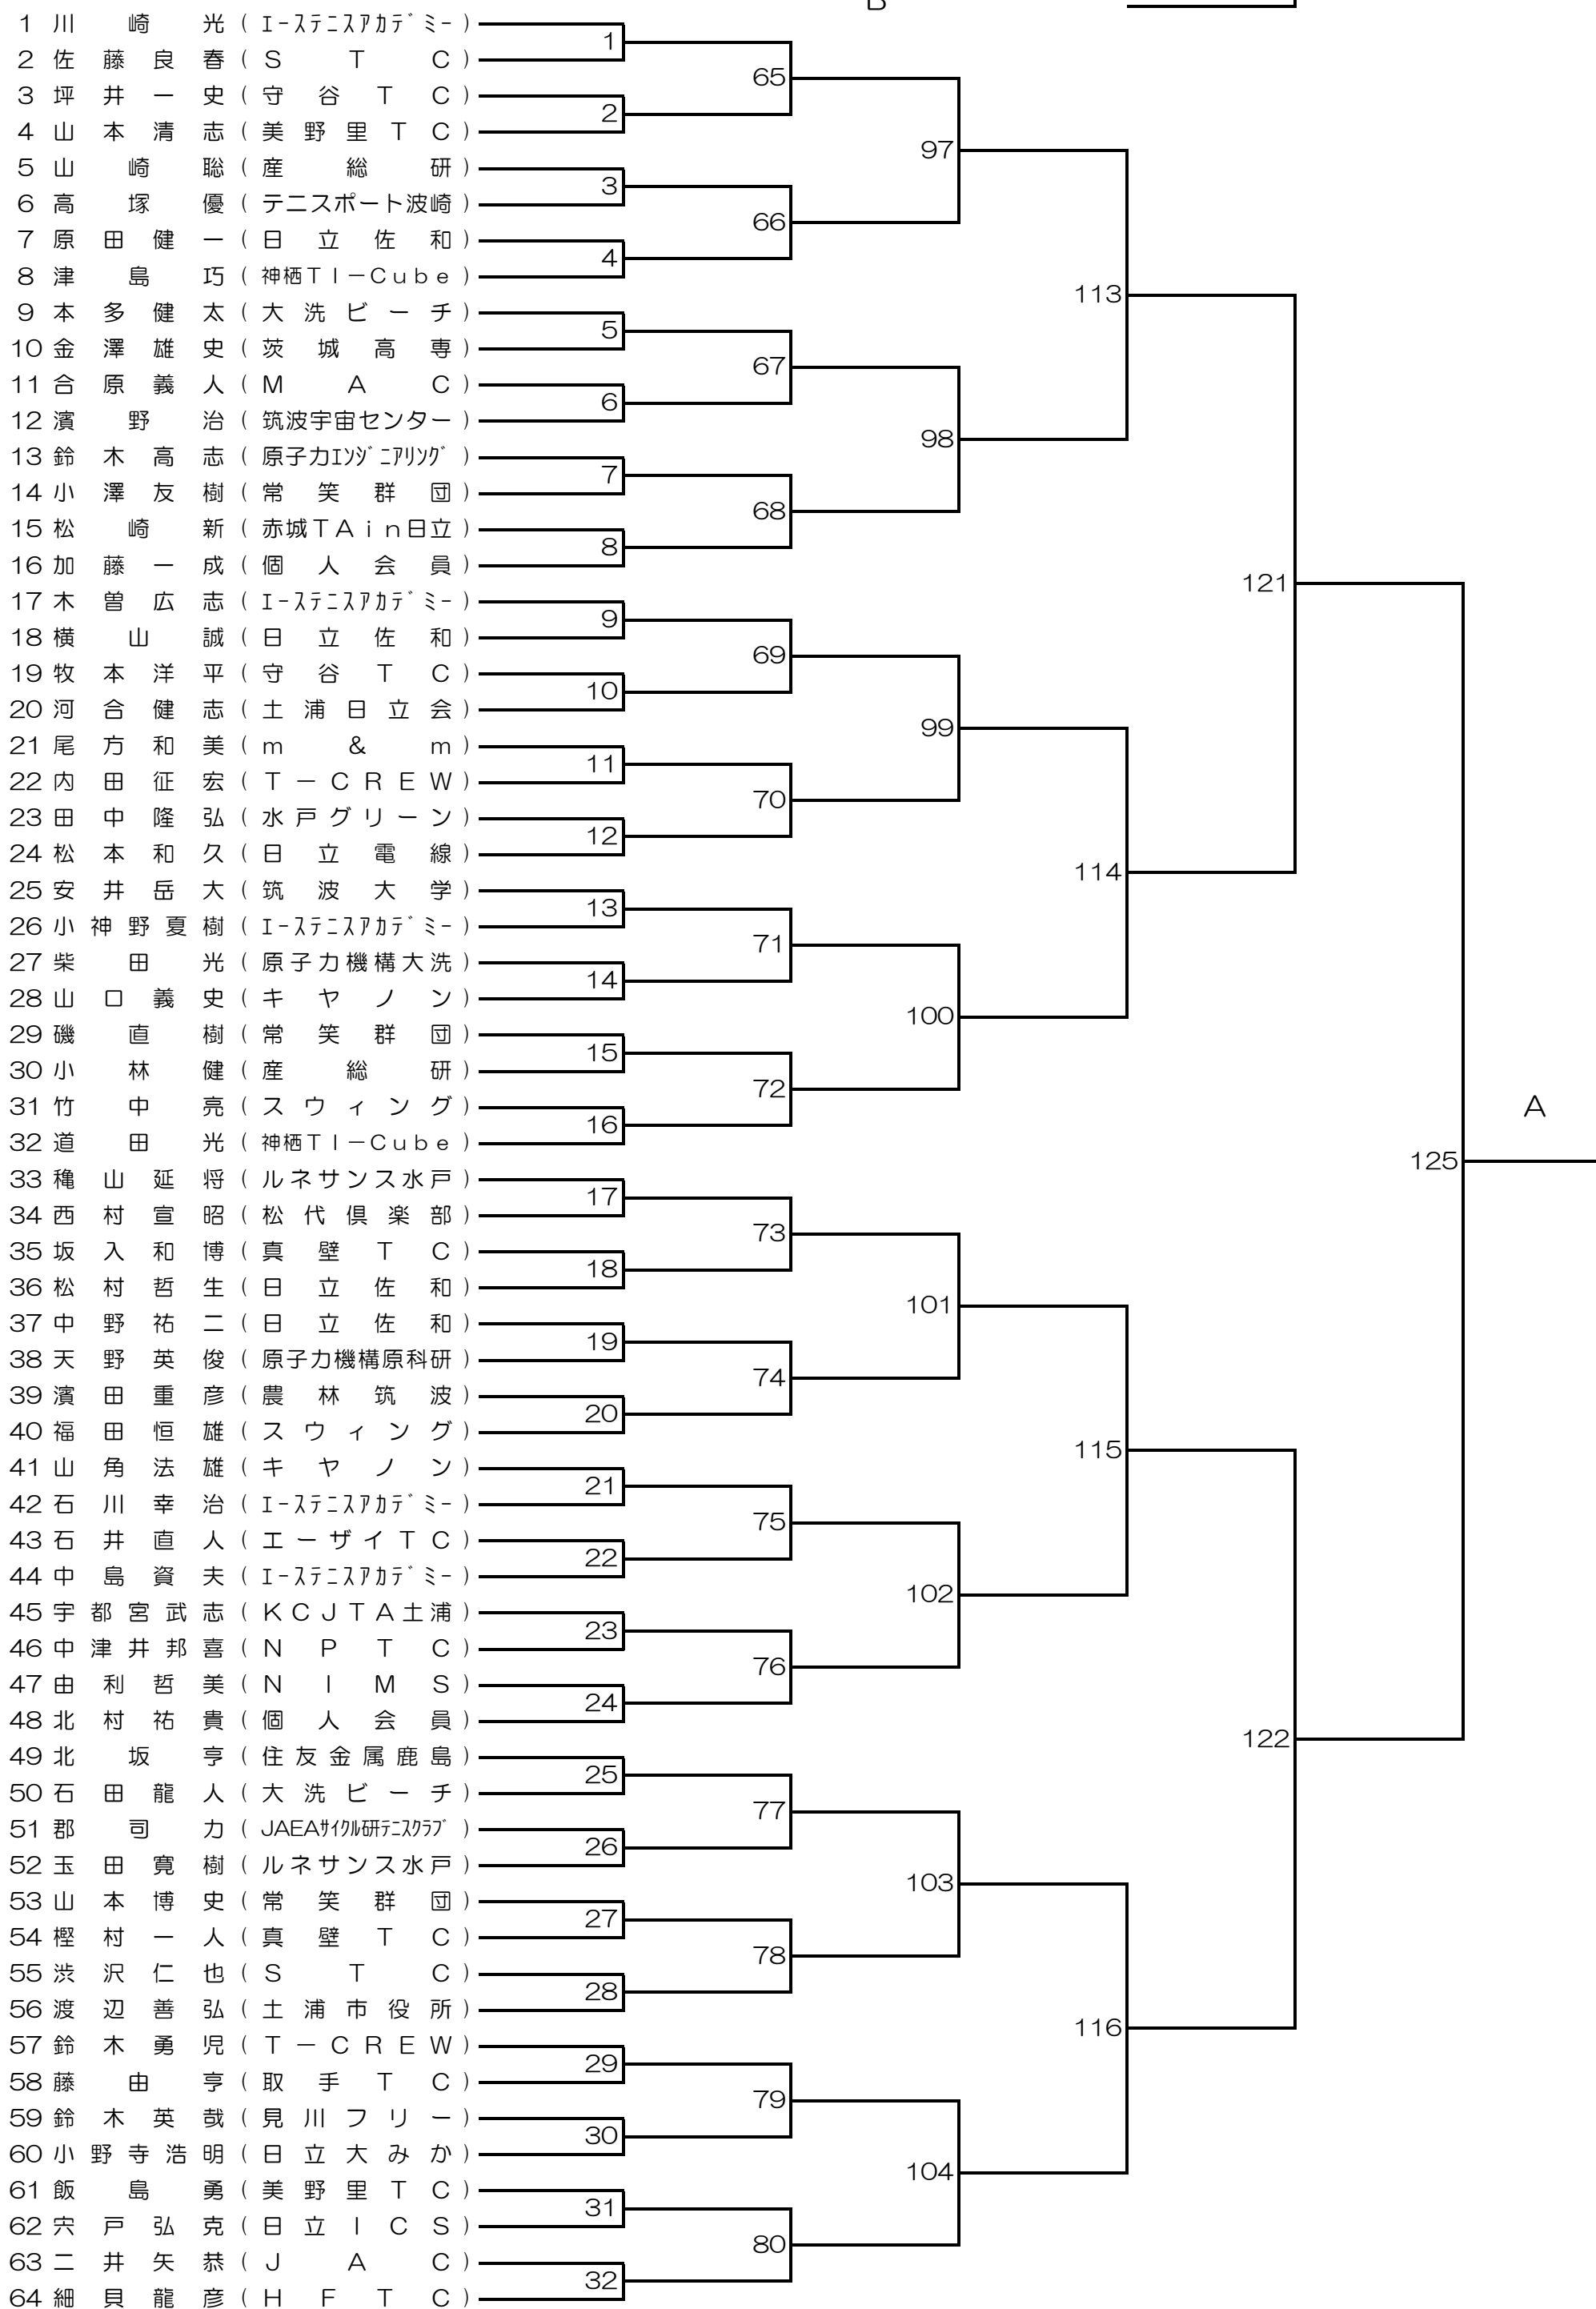 B
1 川崎光 (エーステニスアカデミー)
2 佐藤良春 (STC)
1
65
3 坪井一史 (守谷TC)
4 山本清志 (美野里TC)
2
97
5 山崎聡 (産総研)
6 高塚優 (テニスポート波崎)
3
66
7 原田健一 (日立佐和)
8 津島巧 (神栖TI-Cube)
4
113
9 本多健太 (大洗ビーチ)
10 金澤雄史 (茨城高専)
5
67
11 合原義人 (MAC)
12 濱野治 (筑波宇宙センター)
6
98
13 鈴木高志 (原子力エンジニアリング)
14 小澤友樹 (常笑群団)
7
68
15 松崎新 (赤城TAin日立)
16 加藤一成 (個人会員)
8
121
17 木曽広志 (エーステニスアカデミー)
18 横山誠 (日立佐和)
9
69
19 牧本洋平 (守谷TC)
20 河合健志 (土浦日立会)
10
99
21 尾方和美 (m&m)
22 内田征宏 (T-CREW)
11
70
23 田中隆弘 (水戸グリーン)
24 松本和久 (日立電線)
12
114
25 安井岳大 (筑波大学)
26 小神野夏樹 (エーステニスアカデミー)
13
71
27 柴田光 (原子力機構大洗)
28 山口義史 (キヤノン)
14
100
29 磯直樹 (常笑群団)
30 小林健 (産総研)
15
72
31 竹中亮 (スウィング)
32 道田光 (神栖TI-Cube)
16
A
125
33 穐山延将 (ルネサンス水戸)
34 西村宣昭 (松代倶楽部)
17
73
35 坂入和博 (真壁TC)
36 松村哲生 (日立佐和)
18
101
37 中野祐二 (日立佐和)
38 天野英俊 (原子力機構原科研)
19
74
39 濱田重彦 (農林筑波)
40 福田恒雄 (スウィング)
20
115
41 山角法雄 (キヤノン)
42 石川幸治 (エーステニスアカデミー)
21
75
43 石井直人 (エーザイTC)
44 中島資夫 (エーステニスアカデミー)
22
102
45 宇都宮武志 (KCJTA土浦)
46 中津井邦喜 (NPTC)
23
76
47 由利哲美 (NIMS)
48 北村祐貴 (個人会員)
24
122
49 北坂亨 (住友金属鹿島)
50 石田龍人 (大洗ビーチ)
25
77
51 郡司力 (JAEAサイクル研テニスクラブ)
52 玉田寛樹 (ルネサンス水戸)
26
103
53 山本博史 (常笑群団)
54 樫村一人 (真壁TC)
27
78
55 渋沢仁也 (STC)
56 渡辺善弘 (土浦市役所)
28
116
57 鈴木勇児 (T-CREW)
58 藤由亨 (取手TC)
29
79
59 鈴木英哉 (見川フリー)
60 小野寺浩明 (日立大みか)
30
104
61 飯島勇 (美野里TC)
62 宍戸弘克 (日立ICS)
31
80
63 二井矢恭 (JAC)
64 細貝龍彦 (HFTC)
32